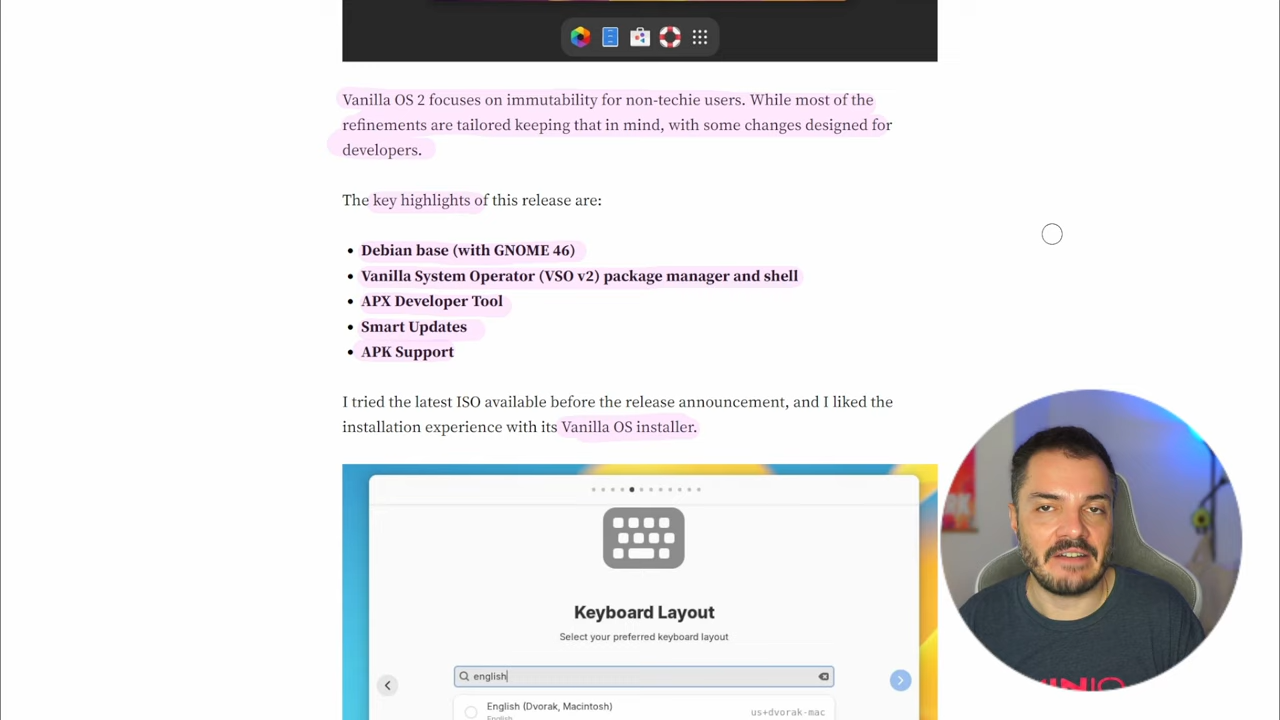 Vanilla OS 2 focuses on immutability for non-techie users. While most of the
refinements are tailored keeping that in mind, with some changes designed for
developers.
The key highlights of this release are:
• Debian base (with GNOME 46)
• Vanilla System Operator (VSO v2) package manager and shell
• APX Developer Tool
• Smart Updates
• APK Support
I tried the latest ISO available before the release announcement, and I liked the
installation experience with its Vanilla OS installer.
Keyboard Layout
Select your preferred keyboard layout
english
English (Dvorak, Macintosh)
us+dvorak-mac
English